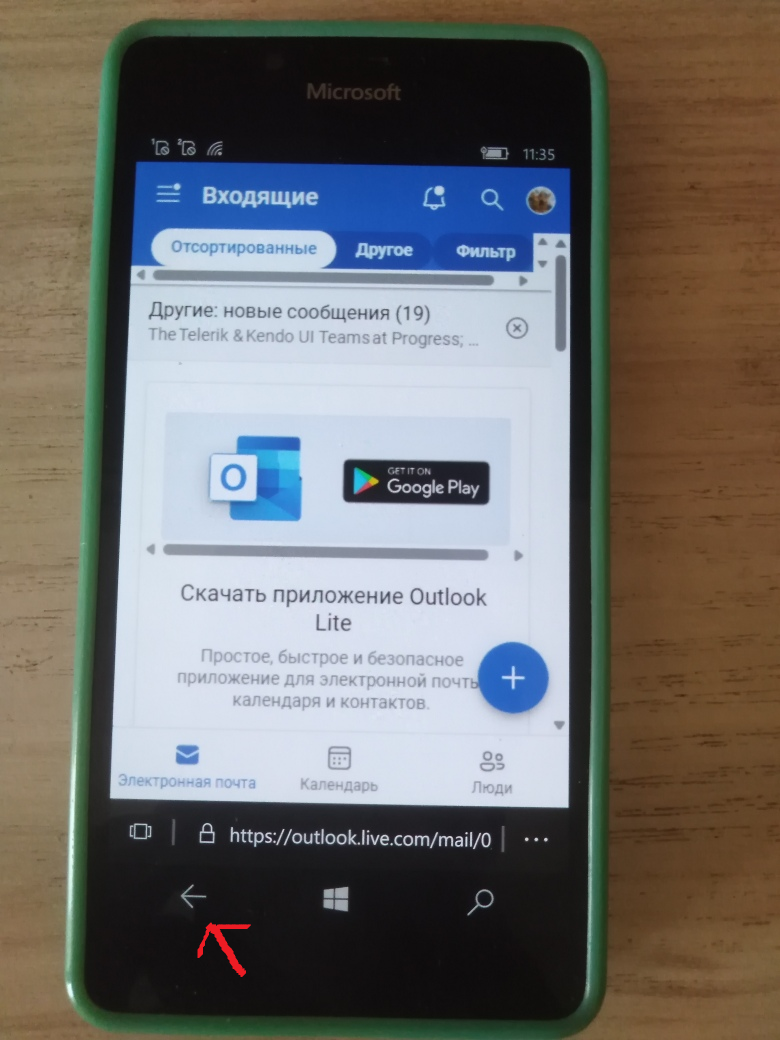 Microsoft
1 2 11:35
Входящие
Отсортированные Другое Фильтр
Другие: новые сообщения (19)
The Telerik & Kendo UI Teams at Progress; ...
O GET IT ON
Google Play
Скачать приложение Outlook
Lite
Простое, быстрое и безопасное
приложение для электронной почты
календаря и контактов.
Электронная почта Календарь Люди
https://outlook.live.com/mail/0